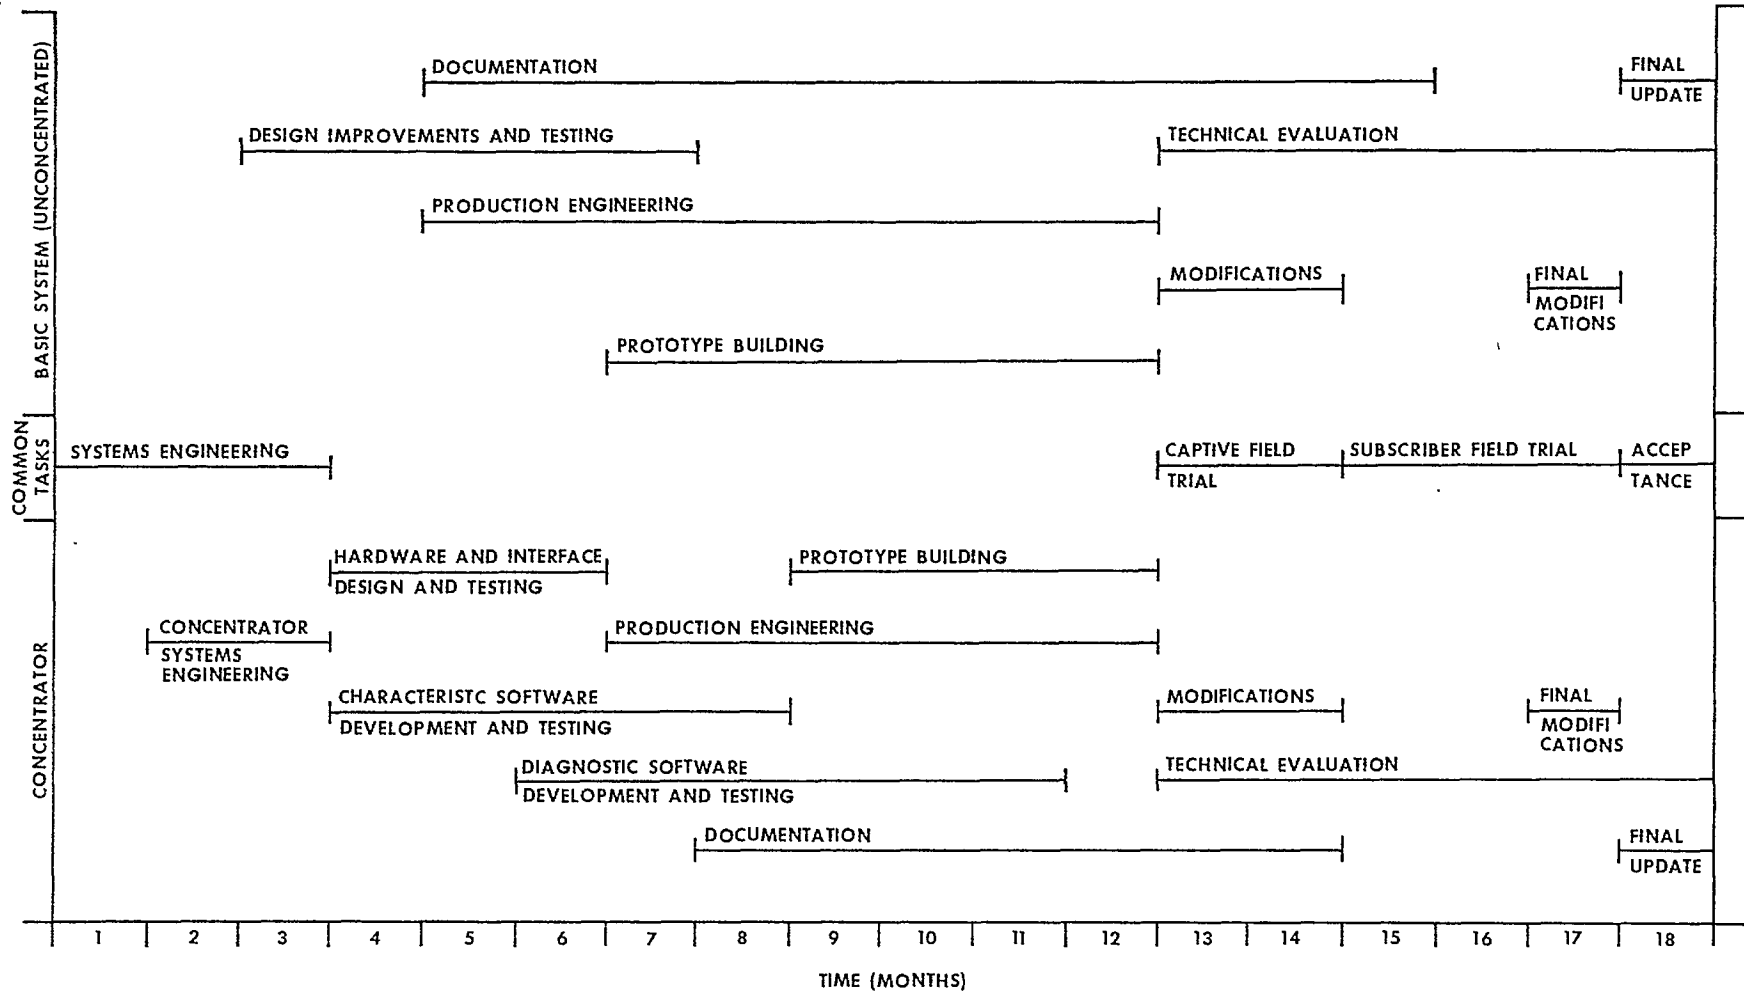 BASIC SYSTEM (UNCONCENTRATED)
DOCUMENTATION
FINAL
UPDATE
DESIGN IMPROVEMENTS AND TESTING
TECHNICAL EVALUATION
PRODUCTION ENGINEERING
MODIFICATIONS
FINAL
MODIFI
CATIONS
PROTOTYPE BUILDING
COMMON
TASKS
SYSTEMS ENGINEERING
CAPTIVE FIELD
TRIAL
SUBSCRIBER FIELD TRIAL
ACCEP
TANCE
CONCENTRATOR
HARDWARE AND INTERFACE
DESIGN AND TESTING
PROTOTYPE BUILDING
CONCENTRATOR
SYSTEMS
ENGINEERING
PRODUCTION ENGINEERING
CHARACTERISTC SOFTWARE
DEVELOPMENT AND TESTING
MODIFICATIONS
FINAL
MODIFI
CATIONS
DIAGNOSTIC SOFTWARE
DEVELOPMENT AND TESTING
TECHNICAL EVALUATION
DOCUMENTATION
FINAL
UPDATE
1 2 3 4 5 6 7 8 9 10 11 12 13 14 15 16 17 18
TIME (MONTHS)